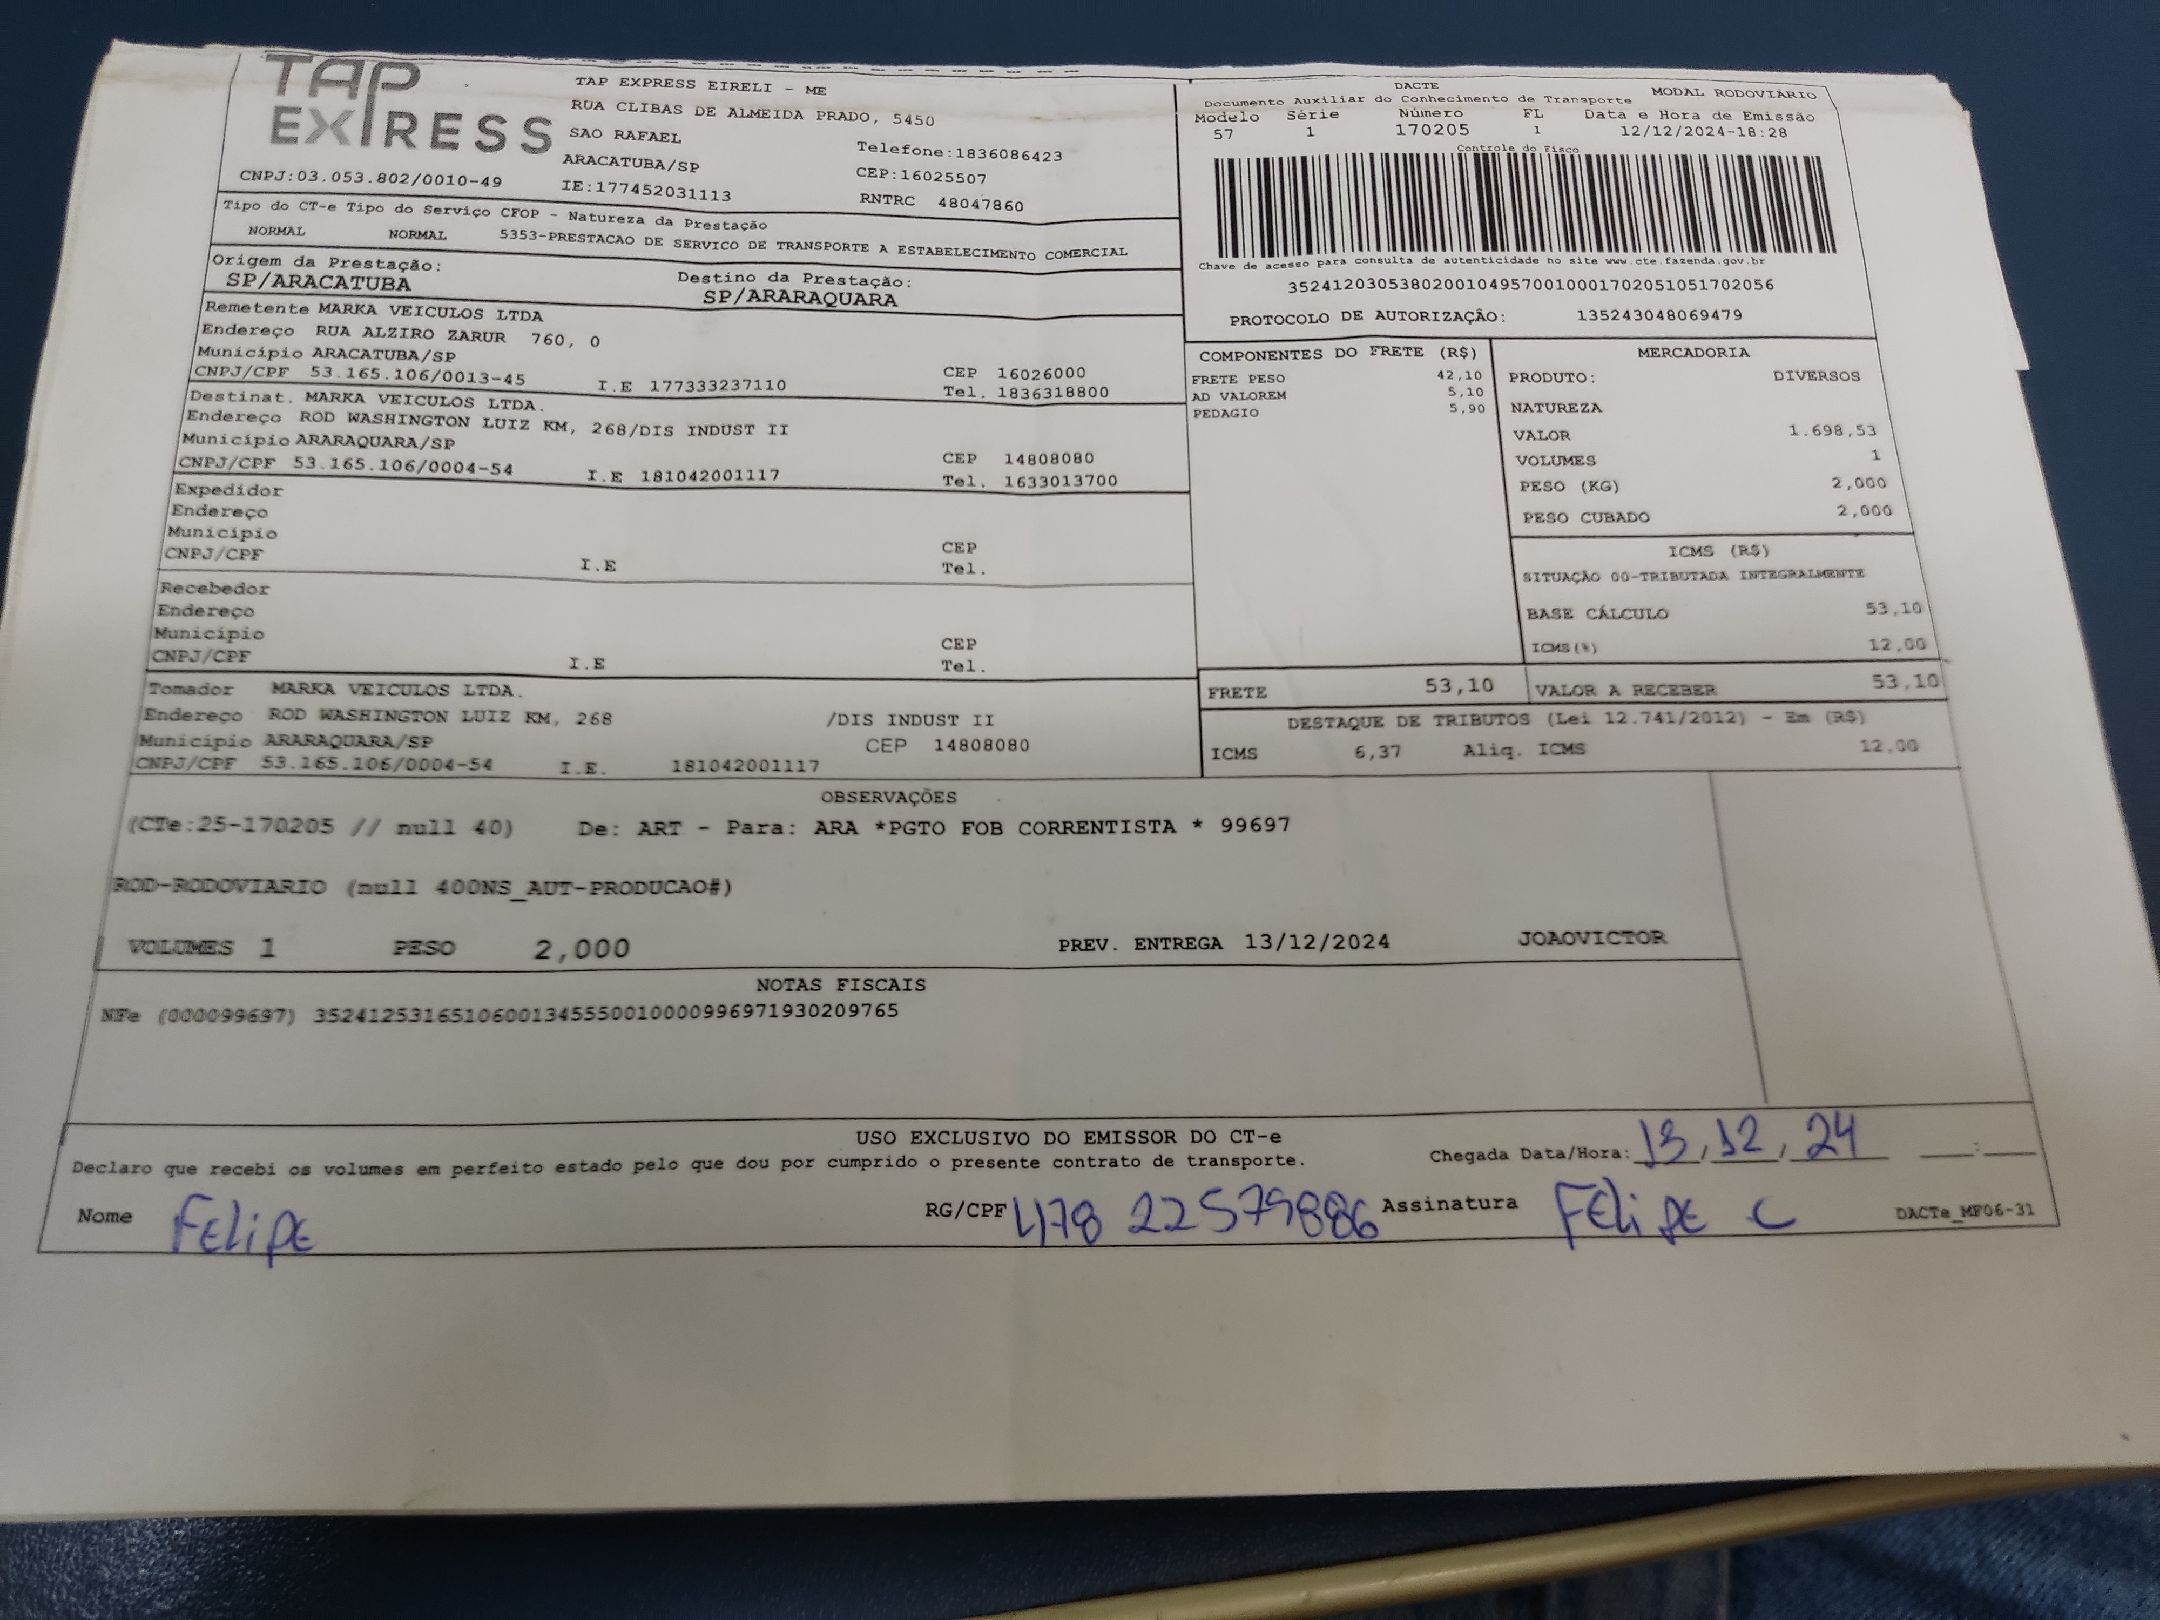 TAP
EXPRESS
CNPJ:03.053.802/0010-49
TAP EXPRESS EIRELI - ME
RUA CLIBAS DE ALMEIDA PRADO, 5450
SAO RAFAEL
Telefone:1836086423
ARACATUBA/SP
CEP:16025507
IE:177452031113
RNTRC 48047860
DACTE
Documento Auxiliar do Conhecimento de Transporte
MODAL RODOVIÁRIO
Modelo Série Número FL Data e Hora de Emissão
57 1 170205 1 12/12/2024-18:28
Controle do Fisco
Chave de acesso para consulta de autenticidade no site www.cte.fazenda.gov.br
35241203053802001049570010001702051051702056
PROTOCOLO DE AUTORIZAÇÃO: 135243048069479
Tipo do CT-e Tipo do Serviço CFOP - Natureza da Prestação
NORMAL NORMAL 5353-PRESTACAO DE SERVICO DE TRANSPORTE A ESTABELECIMENTO COMERCIAL
Origem da Prestação: Destino da Prestação:
SP/ARACATUBA SP/ARARAQUARA
Remetente MARKA VEICULOS LTDA
Endereço RUA ALZIRO ZARUR 760, 0
Município ARACATUBA/SP CEP 16026000
CNPJ/CPF 53.165.106/0013-45 I.E 177333237110 Tel. 1836318800
Destinat. MARKA VEICULOS LTDA.
Endereço ROD WASHINGTON LUIZ KM, 268/DIS INDUST II
Município ARARAQUARA/SP CEP 14808080
CNPJ/CPF 53.165.106/0004-54 I.E 181042001117 Tel. 1633013700
Expedidor
Endereço
Município CEP
CNPJ/CPF I.E Tel.
Recebedor
Endereço
Município CEP
CNPJ/CPF I.E Tel.
Tomador MARKA VEICULOS LTDA.
Endereço ROD WASHINGTON LUIZ KM, 268 /DIS INDUST II
Município ARARAQUARA/SP CEP 14808080
CNPJ/CPF 53.165.106/0004-54 I.E. 181042001117
COMPONENTES DO FRETE (R$)
FRETE PESO 42,10
AD VALOREM 5,10
PEDAGIO 5,90
MERCADORIA
PRODUTO: DIVERSOS
NATUREZA
VALOR 1.698,53
VOLUMES 1
PESO (KG) 2,000
PESO CUBADO 2,000
ICMS (R$)
SITUAÇÃO 00-TRIBUTADA INTEGRALMENTE
BASE CÁLCULO 53,10
ICMS(%) 12,00
FRETE 53,10 VALOR A RECEBER 53,10
DESTAQUE DE TRIBUTOS (Lei 12.741/2012) - Em (R$)
ICMS 6,37 Aliq. ICMS 12,00
OBSERVAÇÕES
(CTe:25-170205 // null 40) De: ART - Para: ARA *PGTO FOB CORRENTISTA * 99697
ROD-RODOVIARIO (null 400NS_AUT-PRODUCAO#)
VOLUMES 1 PESO 2,000 PREV. ENTREGA 13/12/2024 JOAOVICTOR
NOTAS FISCAIS
NFe (000099697) 35241253165106001345550010000996971930209765
USO EXCLUSIVO DO EMISSOR DO CT-e
Declaro que recebi os volumes em perfeito estado pelo que dou por cumprido o presente contrato de transporte. Chegada Data/Hora: 13/12/24 __:__
Nome Felipe RG/CPF 478 22579886 Assinatura Felipe C DACTe_MF06-31